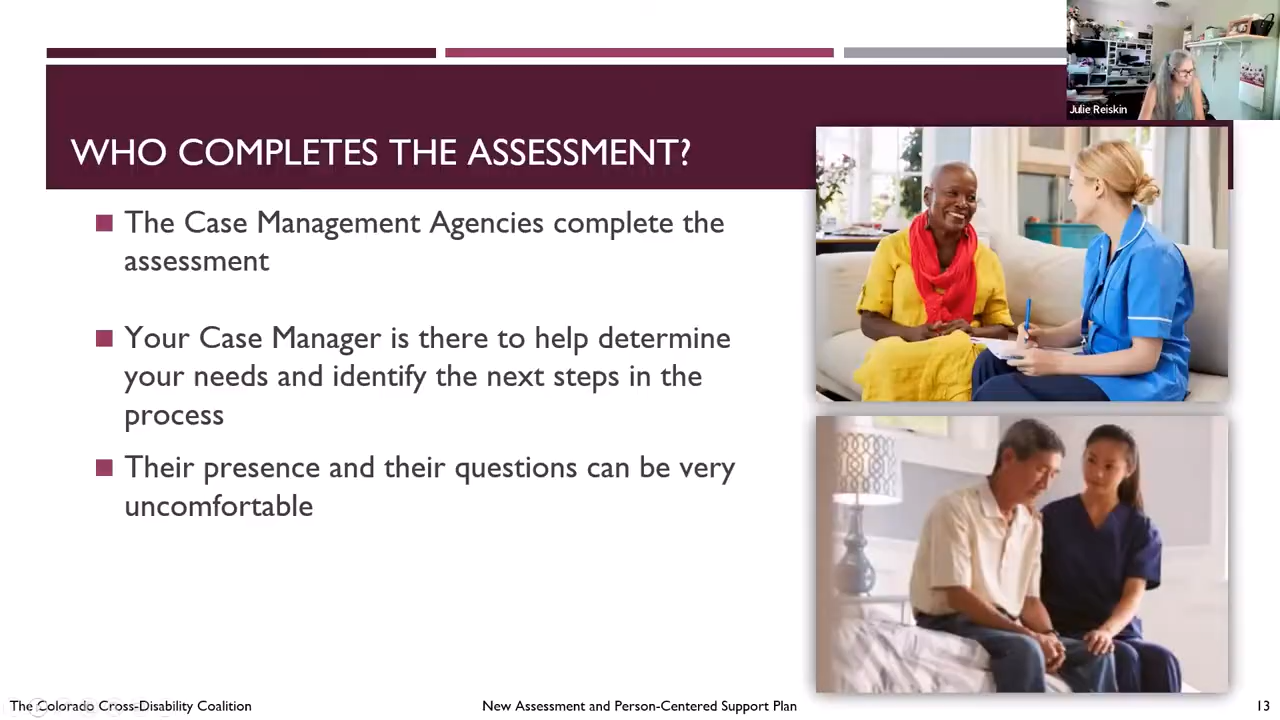 Julie Reiskin
WHO COMPLETES THE ASSESSMENT?
The Case Management Agencies complete the
assessment
Your Case Manager is there to help determine
your needs and identify the next steps in the
process
Their presence and their questions can be very
uncomfortable
The Colorado Cross-Disability Coalition
New Assessment and Person-Centered Support Plan
13